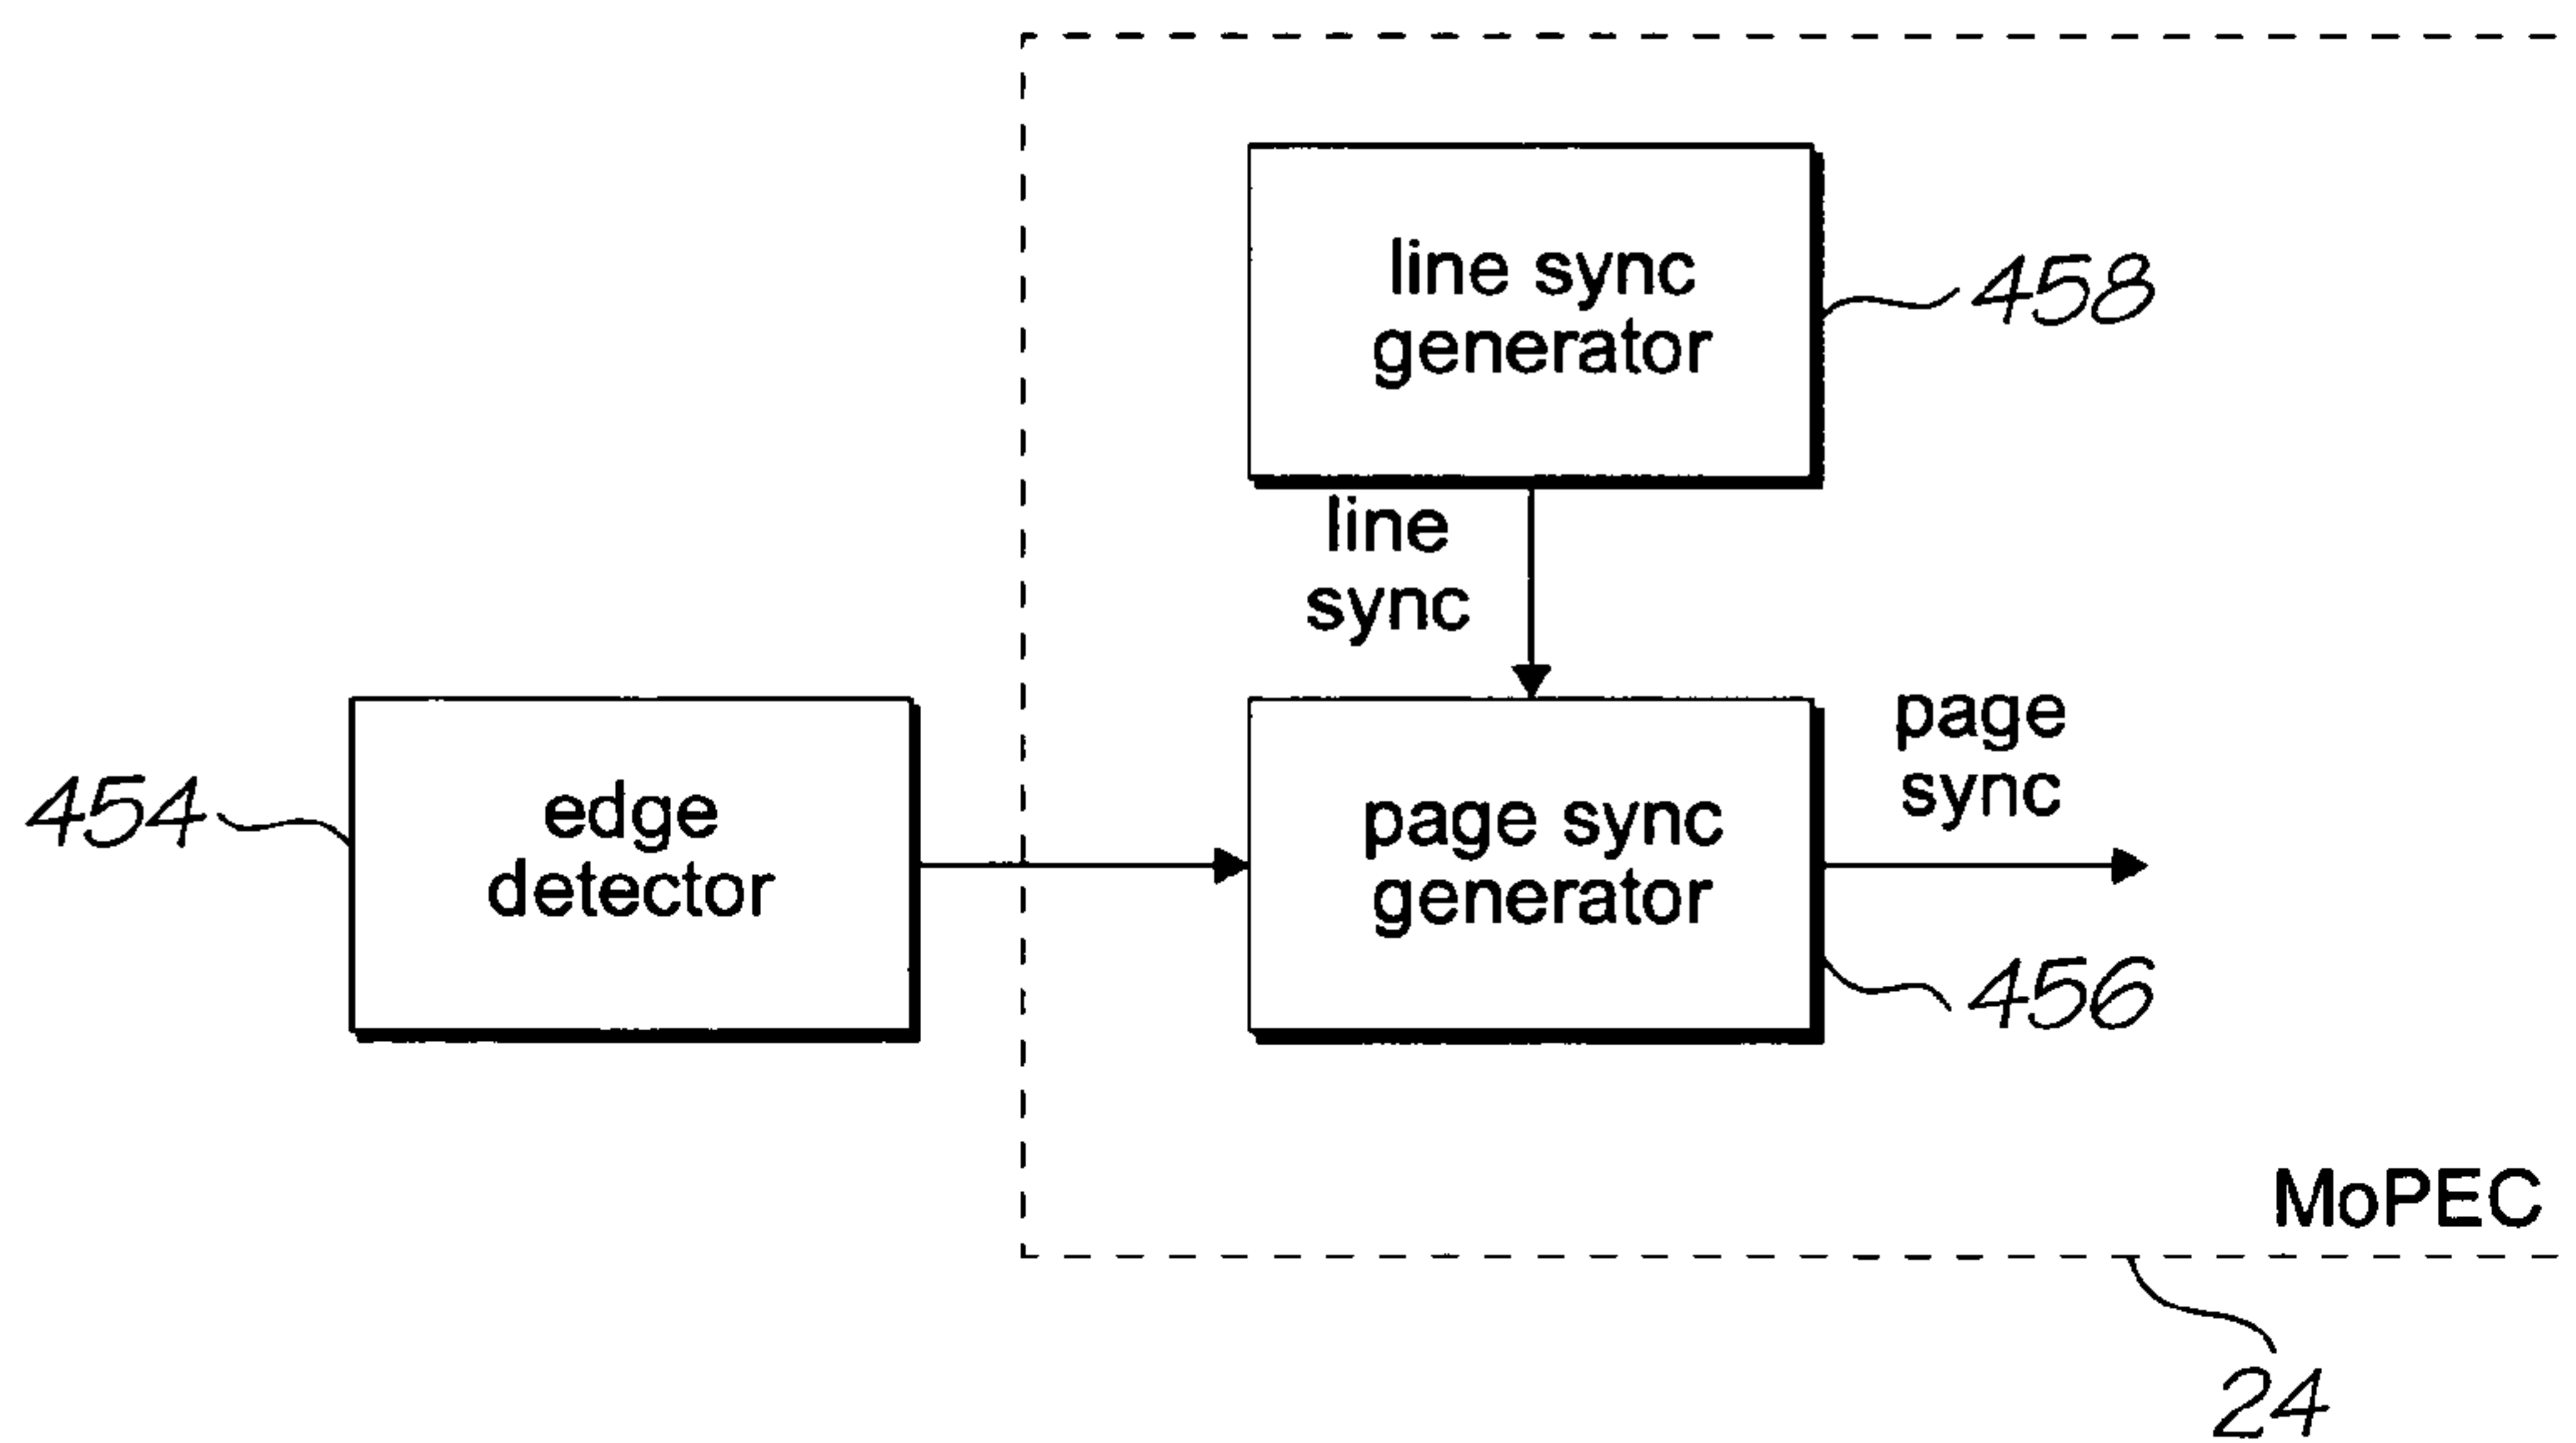 line sync
generator
458
line
sync
page
sync
454
edge
detector
page sync
generator
456
MoPEC
24